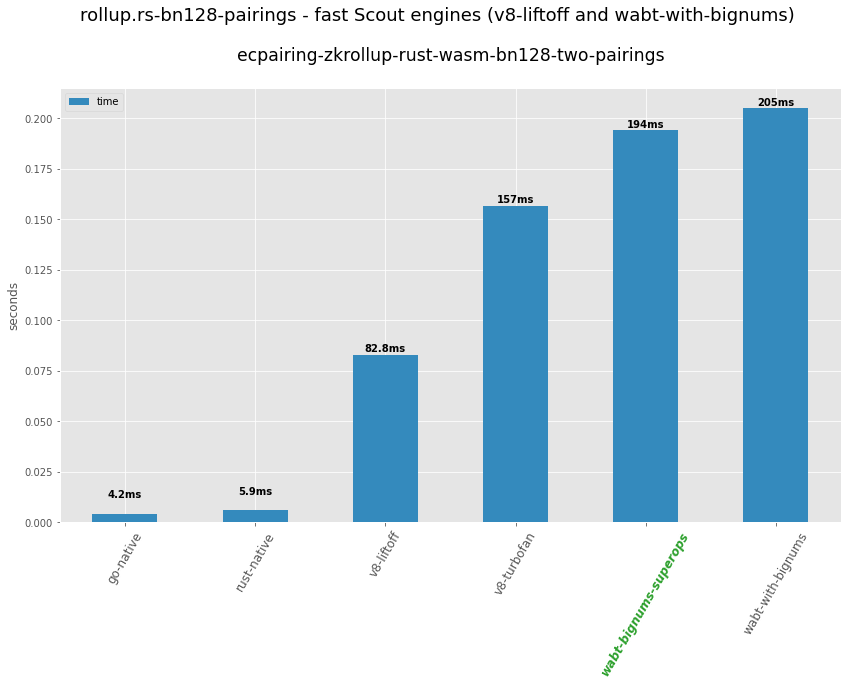 rollup.rs-bn128-pairings - fast Scout engines (v8-liftoff and wabt-with-bignums)
ecpairing-zkrollup-rust-wasm-bn128-two-pairings
time
seconds
0.200
0.175
0.150
0.125
0.100
0.075
0.050
0.025
0.000
4.2ms
5.9ms
82.8ms
157ms
194ms
205ms
go-native
rust-native
v8-liftoff
v8-turbofan
wabt-bignums-superops
wabt-with-bignums